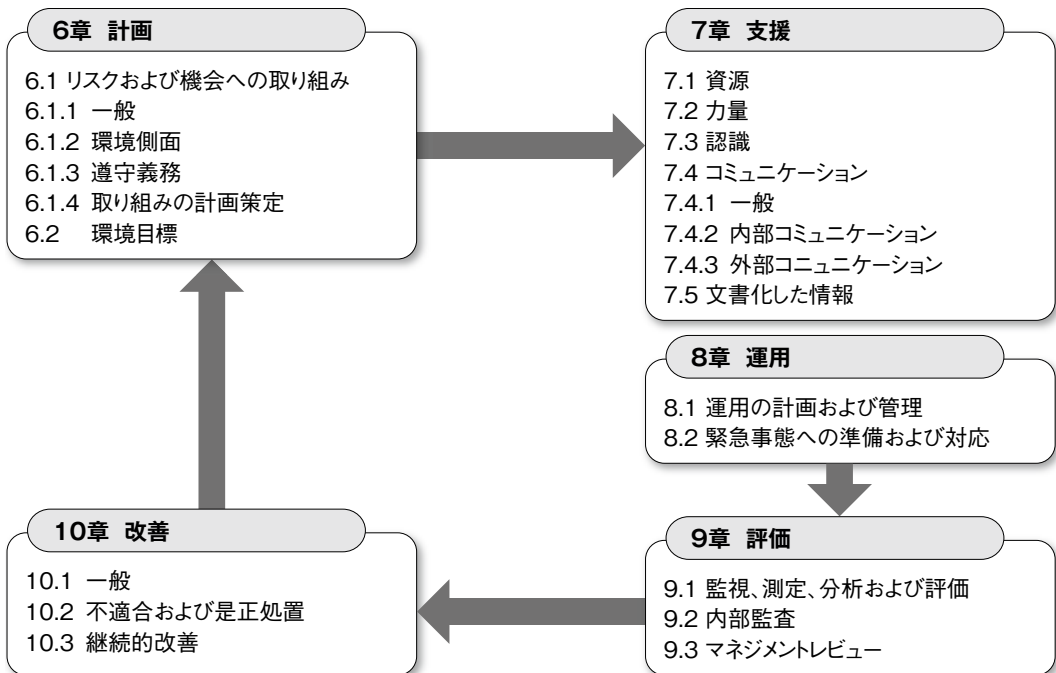 6章 計画
6.1 リスクおよび機会への取り組み
6.1.1 一般
6.1.2 環境側面
6.1.3 遵守義務
6.1.4 取り組みの計画策定
6.2 環境目標
7章 支援
7.1 資源
7.2 力量
7.3 認識
7.4 コミュニケーション
7.4.1 一般
7.4.2 内部コミュニケーション
7.4.3 外部コニュニケーション
7.5 文書化した情報
8章 運用
8.1 運用の計画および管理
8.2 緊急事態への準備および対応
9章 評価
9.1 監視、測定、分析および評価
9.2 内部監査
9.3 マネジメントレビュー
10章 改善
10.1 一般
10.2 不適合および是正処置
10.3 継続的改善